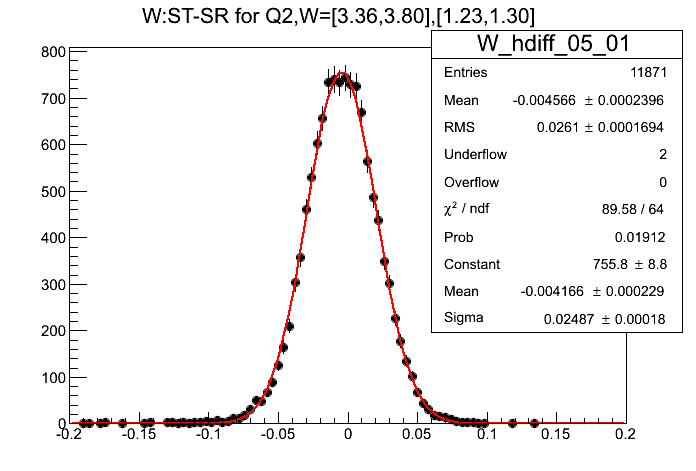 W:ST-SR for Q2,W=[3.36,3.80],[1.23,1.30]
W_hdiff_05_01
Entries 11871
Mean -0.004566 ± 0.0002396
RMS 0.0261 ± 0.0001694
Underflow 2
Overflow 0
χ² / ndf 89.58 / 64
Prob 0.01912
Constant 755.8 ± 8.8
Mean -0.004166 ± 0.000229
Sigma 0.02487 ± 0.00018
800
700
600
500
400
300
200
100
0
-0.2 -0.15 -0.1 -0.05 0 0.05 0.1 0.15 0.2